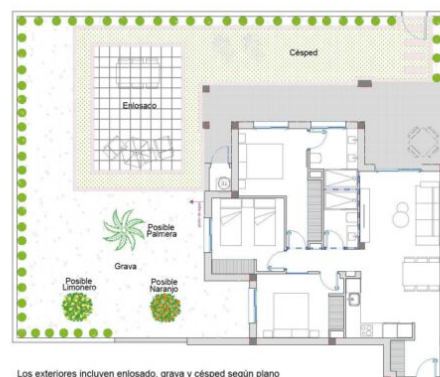 Césped
Enlosaco
Posible
Palmera
Grava
Posible
Limonero
Posible
Naranjo
Los exteriores incluyen enlosado, grava y césped según plano